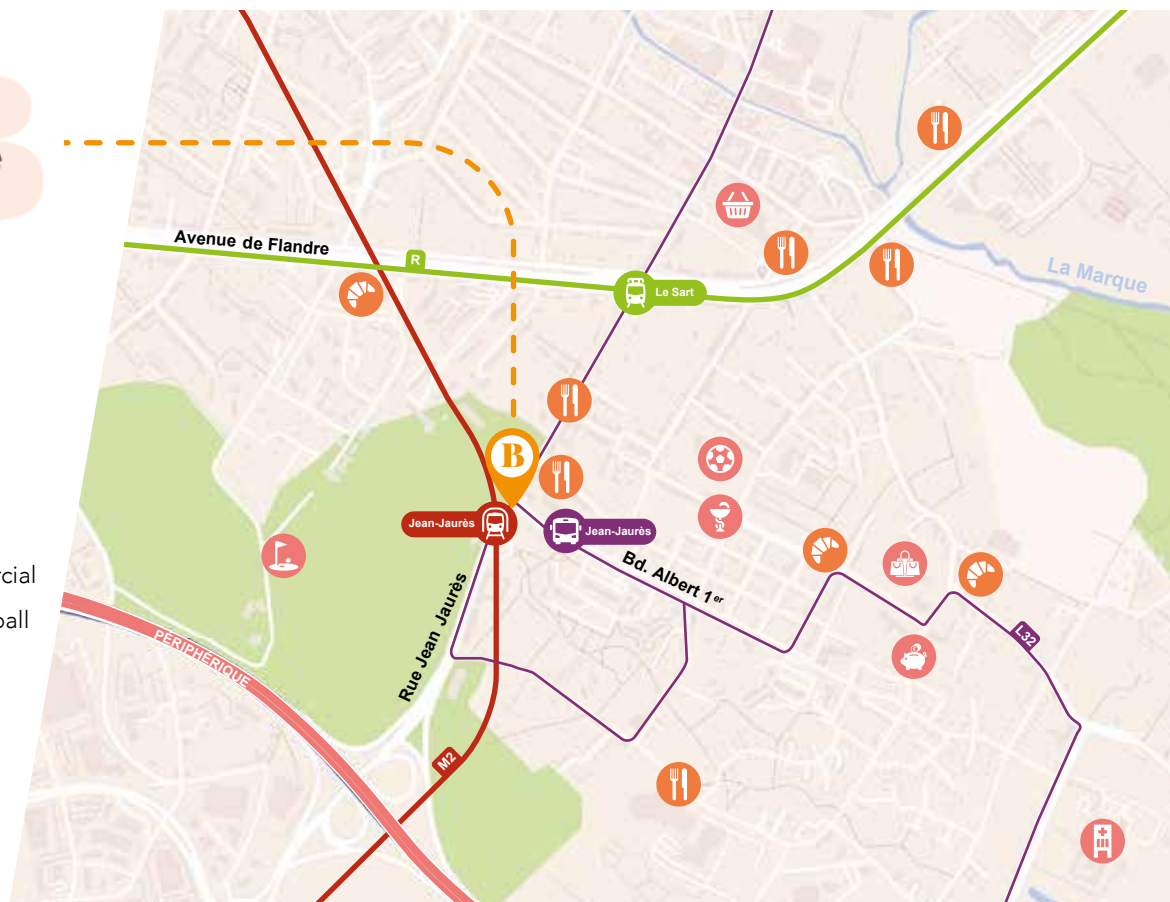 Avenue de Flandre
R
La Marque
Le Sart
B
Jean-Jaurès
Jean-Jaurès
Bd. Albert 1er
rcial
ball
Rue Jean Jaurès
PÉRIPHÉRIQUE
L32
M2